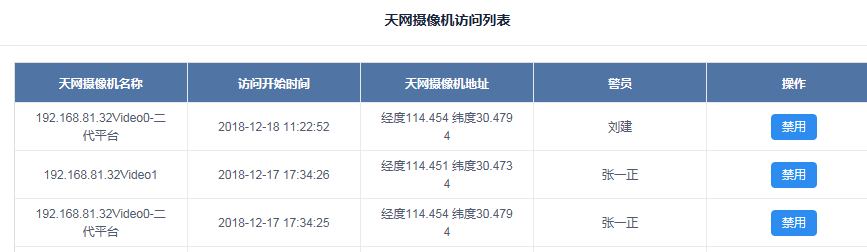 天网摄像机访问列表
天网摄像机名称 访问开始时间 天网摄像机地址 警员 操作
192.168.81.32Video0-二
代平台
2018-12-18 11:22:52
经度114.454 纬度30.479
4
刘建
禁用
192.168.81.32Video1
2018-12-17 17:34:26
经度114.451 纬度30.473
4
张一正
禁用
192.168.81.32Video0-二
代平台
2018-12-17 17:34:25
经度114.454 纬度30.479
4
张一正
禁用